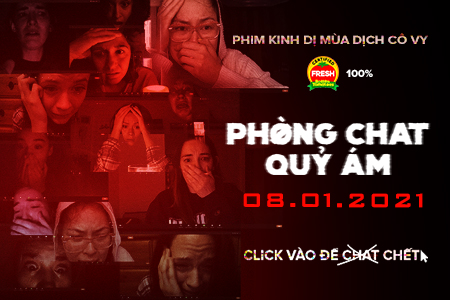 PHIM KINH DỊ MÙA DỊCH CÔ VY
CERTIFIED
FRESH
100%
PHÒNG CHAT
QUỶ ÁM
08.01.2021
CLICK VÀO ĐỂ CHAT CHẾT